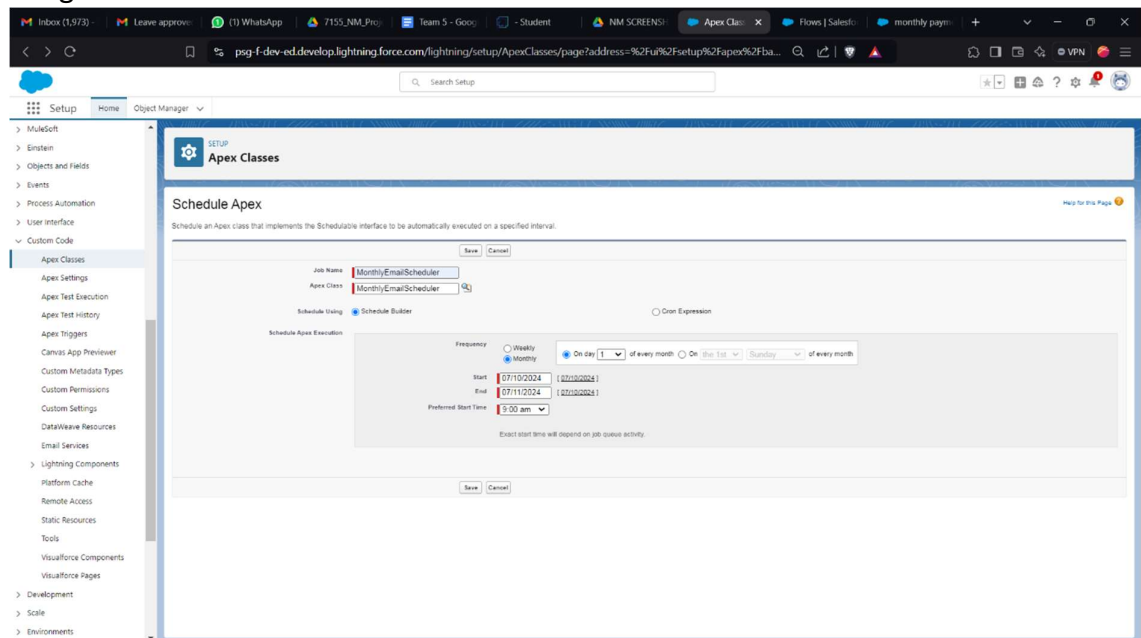 Inbox (1,973) -
Leave approve
(1) WhatsApp
7155_NM_Proj
Team 5 - Goog
- Student
NM SCREENSH
Apex Clas
Flows | Salesfo
monthly paym
psg-f-dev-ed.develop.lightning.force.com/lightning/setup/ApexClasses/page?address=%2Fui%2Fsetup%2Fapex%2Fba...
VPN
Search Setup
Setup Home Object Manager
MuleSoft
Einstein
Objects and Fields
Events
Process Automation
User Interface
Custom Code
Apex Classes
Apex Settings
Apex Test Execution
Apex Test History
Apex Triggers
Canvas App Previewer
Custom Metadata Types
Custom Permissions
Custom Settings
DataWeave Resources
Email Services
Lightning Components
Platform Cache
Remote Access
Static Resources
Tools
Visualforce Components
Visualforce Pages
Development
Scale
Environments
SETUP
Apex Classes
Schedule Apex
Help for this Page
Schedule an Apex class that implements the Schedulable interface to be automatically executed on a specified interval.
Save Cancel
Job Name MonthlyEmailScheduler
Apex Class MonthlyEmailScheduler
Schedule Using Schedule Builder Cron Expression
Schedule Apex Execution
Frequency Weekly
Monthly
On day 1 of every month On the 1st Sunday of every month
Start 07/10/2024 [ 07/10/2024 ]
End 07/11/2024 [ 07/10/2024 ]
Preferred Start Time 9:00 am
Exact start time will depend on job queue activity.
Save Cancel